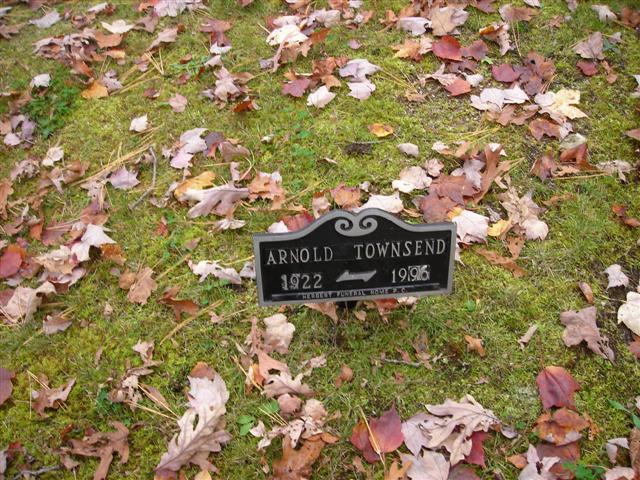 ARNOLD TOWNSEND
1922 1996
HERBERT FUNERAL HOME P.C.